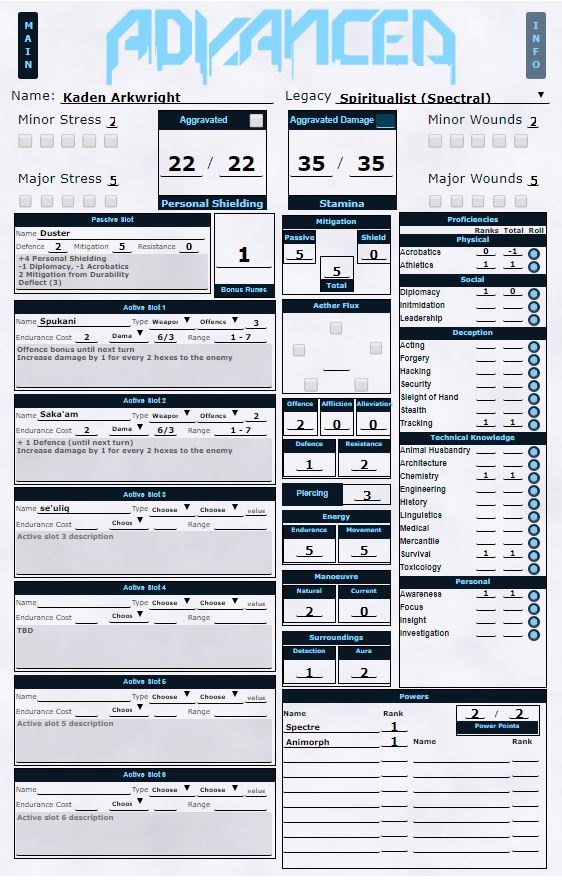 MAIN
ADVANCED
INFO
Name: Kaden Arkwright
Legacy Spiritualist (Spectral)
Minor Stress 2
Major Stress 5
Aggravated
22 / 22
Personal Shielding
Aggravated Damage
35 / 35
Stamina
Minor Wounds 2
Major Wounds 5
Passive Slot
Name Duster
Defence 2 Mitigation 5 Resistance 0
+4 Personal Shielding
-1 Diplomacy, -1 Acrobatics
2 Mitigation from Durability
Deflect (3)
1
Bonus Runes
Active Slot 1
Name Spukani Type Weapor Offence 3
Endurance Cost 2 Dama 6/3 Range 1 - 7
Offence bonus until next turn
Increase damage by 1 for every 2 hexes to the enemy
Active Slot 2
Name Saka'am Type Weapor Offence 2
Endurance Cost 2 Dama 6/3 Range 1 - 7
+ 1 Defence (until next turn)
Increase damage by 1 for every 2 hexes to the enemy
Active Slot 3
Name se'uliq Type Choose Choose value
Endurance Cost Choos Range
Active slot 3 description
Active Slot 4
Name Type Choose Choose value
Endurance Cost Choos Range
TBD
Active Slot 5
Name Type Choose Choose value
Endurance Cost Choos Range
Active slot 5 description
Active Slot 6
Name Type Choose Choose value
Endurance Cost Choos Range
Active slot 6 description
Mitigation
Passive Shield
5 0
5
Total
Aether Flux
Offence Affliction Alleviation
2 0 0
Defence Resistance
1 2
Piercing 3
Energy
Endurance Movement
5 5
Manoeuvre
Natural Current
2 0
Surroundings
Detection Aura
1 2
Proficiencies
Ranks Total Roll
Physical
Acrobatics 0 -1
Athletics 1 1
Social
Diplomacy 1 0
Initmidation
Leadership
Deception
Acting
Forgery
Hacking
Security
Sleight of Hand
Stealth
Tracking 1 1
Technical Knowledge
Animal Husbandry
Architecture
Chemistry 1 1
Engineering
History
Linguistics
Medical
Mercantile
Survival 1 1
Toxicology
Personal
Awareness 1 1
Focus
Insight
Investigation
Powers
Name Rank
2 / 2
Power Points
Spectre 1
Animorph 1
Name Rank